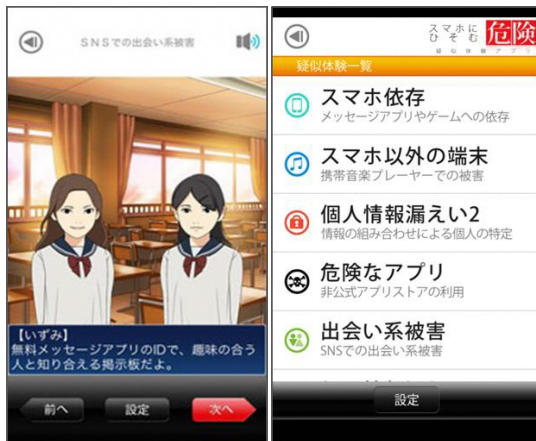 SNSでの出会い系被害
【いずみ】
無料メッセージアプリのIDで、趣味の合う
人と知り合える掲示板だよ。
前へ
設定
次へ
スマホに
ひそむ
危険
疑似体験アプリ
疑似体験一覧
スマホ依存
メッセージアプリやゲームへの依存
スマホ以外の端末
携帯音楽プレーヤーでの被害
個人情報漏えい2
情報の組み合わせによる個人の特定
危険なアプリ
非公式アプリストアの利用
出会い系被害
SNSでの出会い系被害
設定